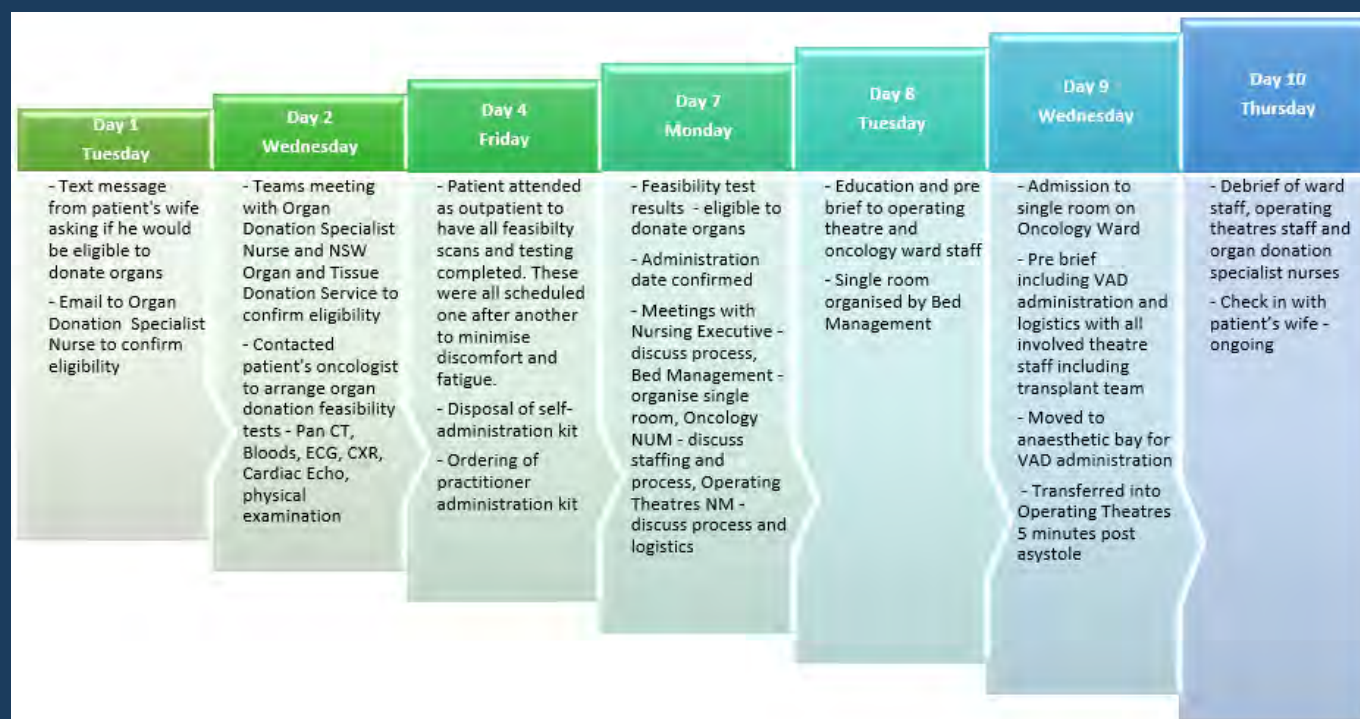 Day 1
Tuesday
- Text message
from patient's wife
asking if he would
be eligible to
donate organs
- Email to Organ
Donation Specialist
Nurse to confirm
eligibility
Day 2
Wednesday
- Teams meeting
with Organ
Donation Specialist
Nurse and NSW
Organ and Tissue
Donation Service to
confirm eligibility
- Contacted
patient's oncologist
to arrange organ
donation feasibility
tests - Pan CT,
Bloods, ECG, CXR,
Cardiac Echo,
physical
examination
Day 4
Friday
- Patient attended
as outpatient to
have all feasibilty
scans and testing
completed. These
were all scheduled
one after another
to minimise
discomfort and
fatigue.
- Disposal of self-
administration kit
- Ordering of
practitioner
administration kit
Day 7
Monday
- Feasibility test
results - eligible to
donate organs
- Administration
date confirmed
- Meetings with
Nursing Executive -
discuss process,
Bed Management -
organise single
room, Oncology
NUM - discuss
staffing and
process, Operating
Theatres NM -
discuss process and
logistics
Day 8
Tuesday
- Education and pre
brief to operating
theatre and
oncology ward staff
- Single room
organised by Bed
Management
Day 9
Wednesday
- Admission to
single room on
Oncology Ward
- Pre brief
including VAD
administration and
logistics with all
involved theatre
staff including
transplant team
- Moved to
anaesthetic bay for
VAD administration
- Transferred into
Operating Theatres
5 minutes post
asystole
Day 10
Thursday
- Debrief of ward
staff, operating
theatres staff and
organ donation
specialist nurses
- Check in with
patient's wife -
ongoing